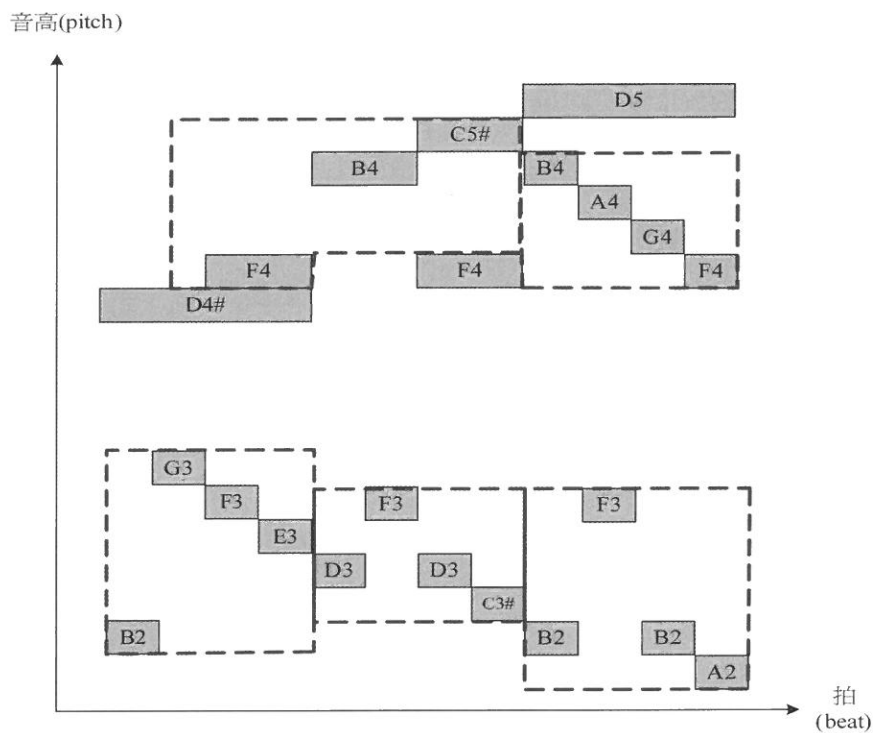 音高(pitch)
D5
C5#
B4
B4
A4
G4
F4
F4
F4
D4#
G3
F3
F3
F3
E3
D3
D3
C3#
B2
B2
B2
A2
拍
(beat)